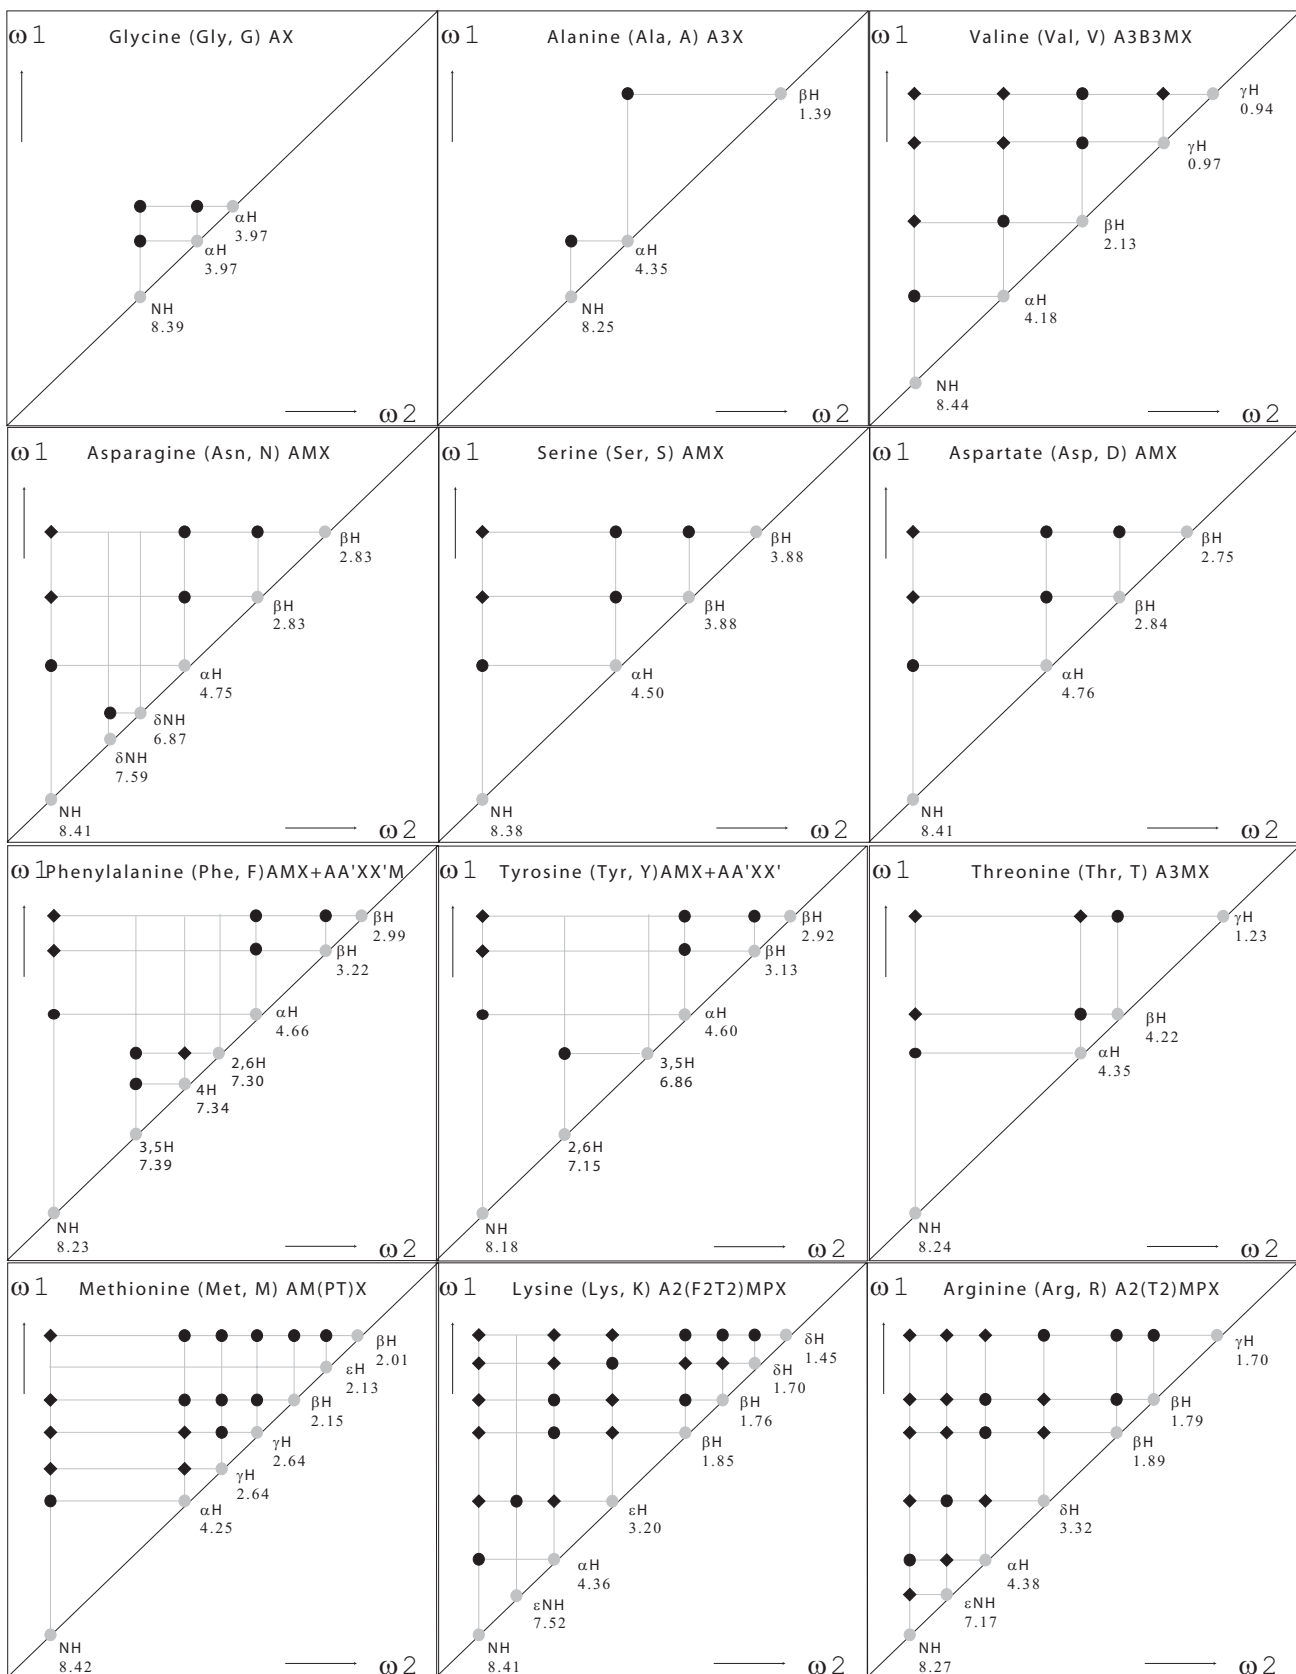 ω1
Glycine (Gly, G) AX
αH
3.97
αH
3.97
NH
8.39
ω2
Alanine (Ala, A) A3X
βH
1.39
αH
4.35
NH
8.25
Valine (Val, V) A3B3MX
γH
0.94
γH
0.97
βH
2.13
αH
4.18
NH
8.44
ω1
Asparagine (Asn, N) AMX
βH
2.83
βH
2.83
αH
4.75
δNH
6.87
δNH
7.59
NH
8.41
ω2
ω1
Serine (Ser, S) AMX
βH
3.88
βH
3.88
αH
4.50
NH
8.38
ω2
ω1
Aspartate (Asp, D) AMX
βH
2.75
βH
2.84
αH
4.76
NH
8.41
ω2
ω1
Phenylalanine (Phe, F)AMX+AA'XX'M
βH
2.99
βH
3.22
αH
4.66
2,6H
7.30
4H
7.34
3,5H
7.39
NH
8.23
ω2
ω1
Tyrosine (Tyr, Y)AMX+AA'XX'
βH
2.92
βH
3.13
αH
4.60
3,5H
6.86
2,6H
7.15
NH
8.18
ω2
ω1
Threonine (Thr, T) A3MX
γH
1.23
βH
4.22
αH
4.35
NH
8.24
ω2
ω1
Methionine (Met, M) AM(PT)X
βH
2.01
εH
2.13
βH
2.15
γH
2.64
γH
2.64
αH
4.25
NH
8.42
ω2
ω1
Lysine (Lys, K) A2(F2T2)MPX
δH
1.45
δH
1.70
βH
1.76
βH
1.85
εH
3.20
αH
4.36
εNH
7.52
NH
8.41
ω2
ω1
Arginine (Arg, R) A2(T2)MPX
γH
1.70
βH
1.79
βH
1.89
δH
3.32
αH
4.38
εNH
7.17
NH
8.27
ω2